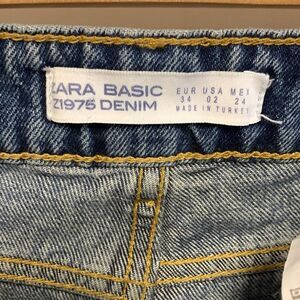 ZARA BASIC
Z1975 DENIM
EUR USA MEX
34 02 24
MADE IN TURKEY